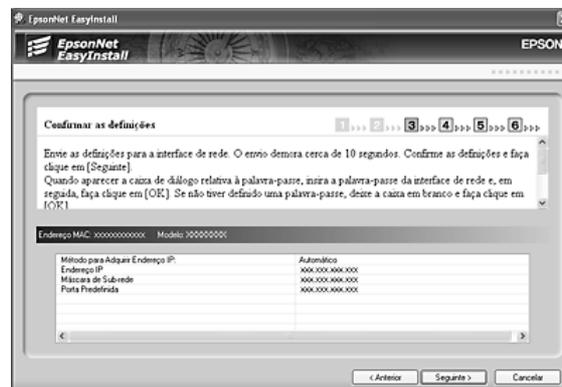 EpsonNet EasyInstall
EpsonNet
EasyInstall
EPSON
Confirmar as definições
1 >>> 2 >>> 3 >>> 4 >>> 5 >>> 6 >>>
Envie as definições para a interface de rede. O envio demora cerca de 10 segundos. Confirme as definições e faça
clique em [Seguinte].
Quando aparecer a caixa de diálogo relativa à palavra-passe, insira a palavra-passe da interface de rede e, em
seguida, faça clique em [OK]. Se não tiver definido uma palavra-passe, deixe a caixa em branco e faça clique em
[OK].
Endereço MAC: xxxxxxxxxxxx Modelo: XXXXXXXX
Método para Adquirir Endereço IP: Automático
Endereço IP xxx.xxx.xxx.xxx
Máscara de Sub-rede xxx.xxx.xxx.xxx
Porta Predefinida xxx.xxx.xxx.xxx
< Anterior Seguinte > Cancelar